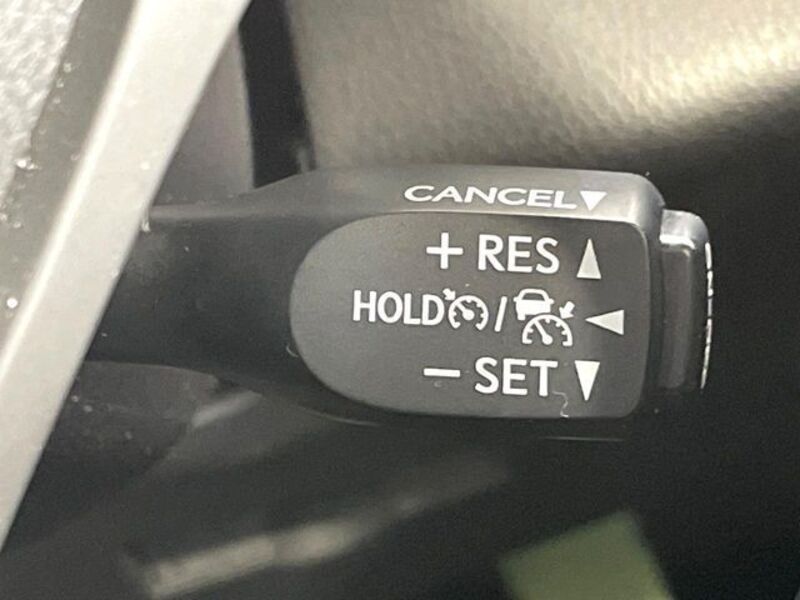 CANCEL▼
+ RES ▲
HOLD / ◀
- SET ▼